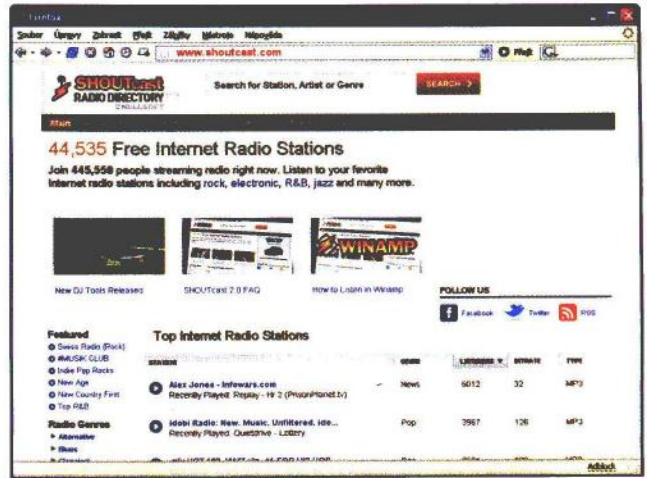 Firefox
Soubor Úpravy Zobrazit Přejít Záložky Nástroje Nápověda
www.shoutcast.com Přejít
SHOUTcast
RADIO DIRECTORY
Search for Station, Artist or Genre
SEARCH
Main
44,535 Free Internet Radio Stations
Join 445,558 people streaming radio right now. Listen to your favorite
Internet radio stations including rock, electronic, R&B, jazz and many more.
WINAMP
New DJ Tools Released
SHOUTcast 2.0 FAQ
How to Listen in Winamp
FOLLOW US
Facebook Twitter RSS
Featured
Swiss Radio (Rock)
#MUSIK CLUB
Indie Pop Rocks
New Age
New Country First
Top R&B
Radio Genres
Alternative
Blues
Top Internet Radio Stations
STATION GENRE LISTENERS BITRATE TYPE
Alex Jones - Infowars.com News 6012 32 MP3
Recently Played: Replay - Hr 2 (PrisonPlanet.tv)
idobi Radio: New. Music. Unfiltered. ido... Pop 3967 128 MP3
Recently Played: Quietdrive - Lottery
Adblock